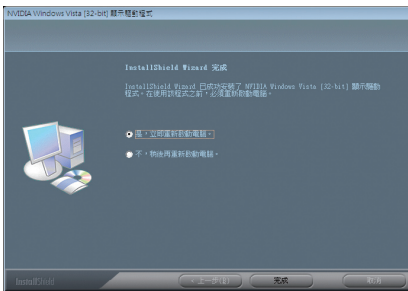 NVIDIA Windows Vista (32-bit) 顯示驅動程式
InstallShield Wizard 完成
InstallShield Wizard 已成功安裝了 NVIDIA Windows Vista (32-bit) 顯示驅動
程式。在使用該程式之前，必須重新啟動電腦。
是，立即重新啟動電腦。
不，稍後再重新啟動電腦。
InstallShield
< 上一步(B)
完成
取消